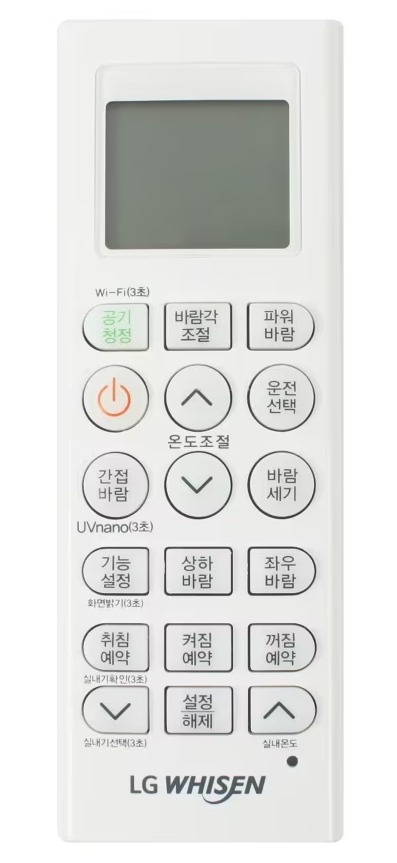 Wi-Fi(3초)
공기 청정
바람각 조절
파워 바람
운전 선택
온도조절
간접 바람
바람 세기
UVnano(3초)
기능 설정
상하 바람
좌우 바람
화면밝기(3초)
취침 예약
켜짐 예약
꺼짐 예약
실내기확인(3초)
설정 해제
실내기선택(3초)
실내온도
LG WHISEN